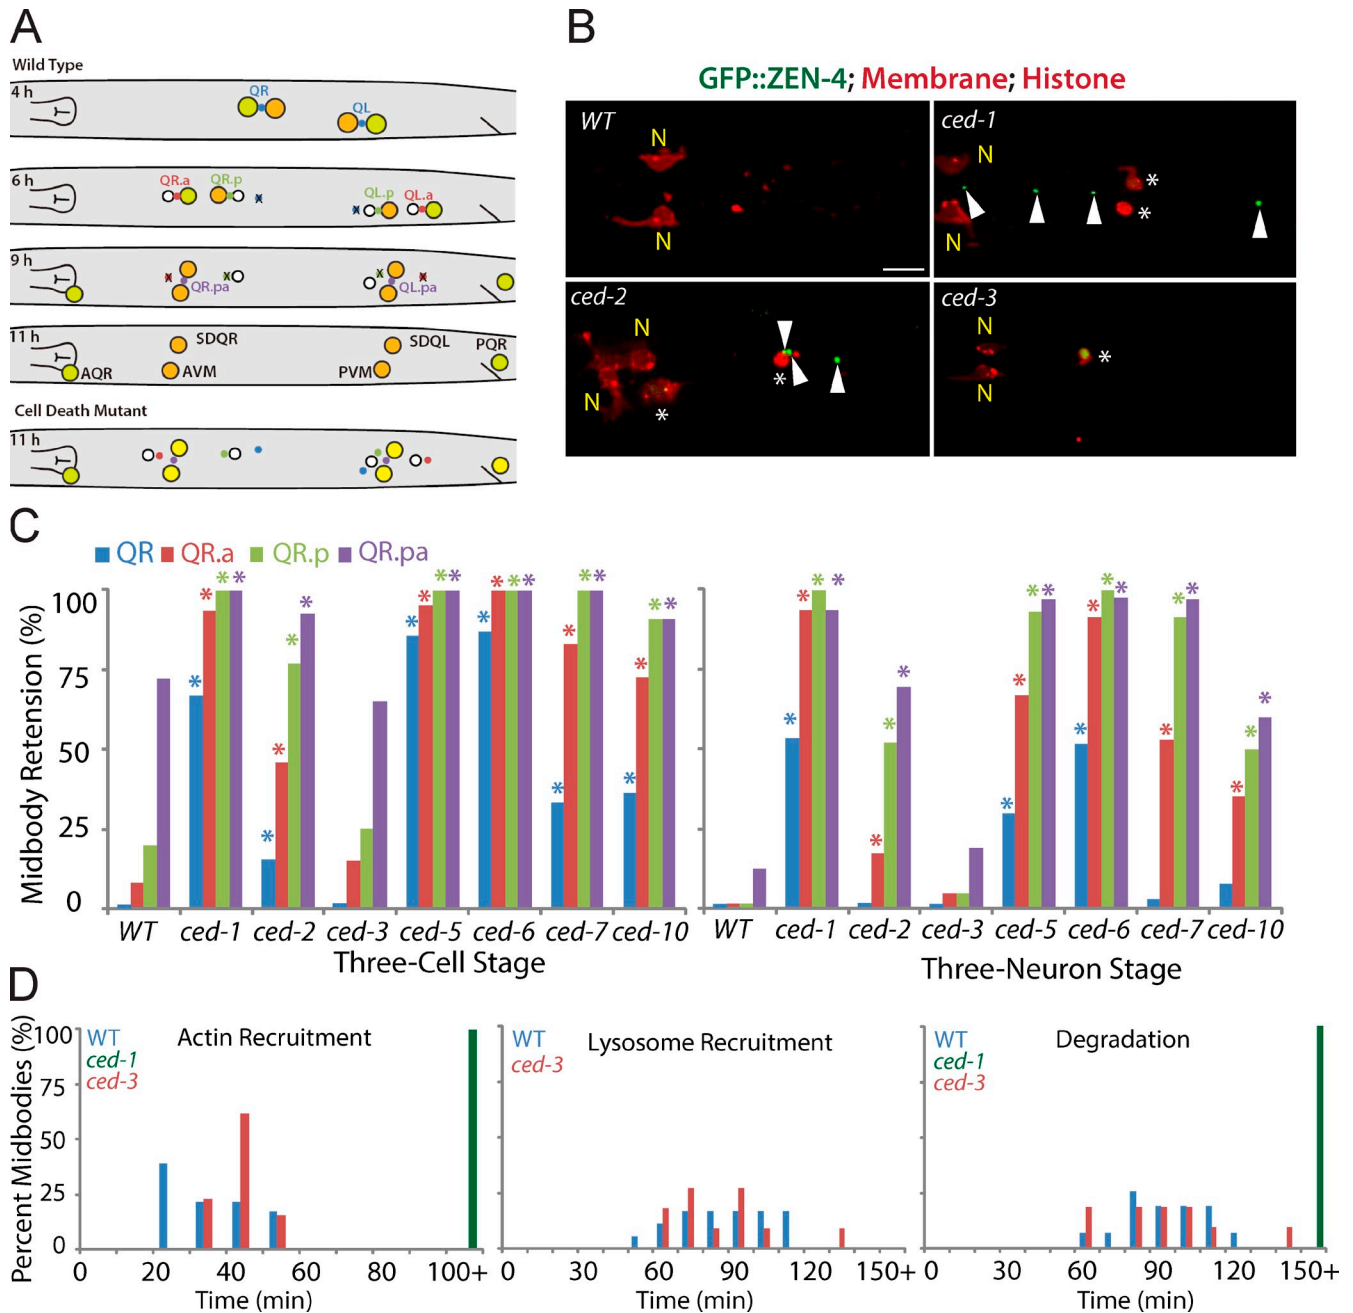 A
Wild Type
4 h
QR
QL
6 h
QR.a
QR.p
QL.p
QL.a
9 h
QR.pa
QL.pa
11 h
SDQR
SDQL
PQR
AQR
AVM
PVM
Cell Death Mutant
11 h
B
GFP::ZEN-4; Membrane; Histone
WT
N
N
ced-1
N
N
*
*
ced-2
N
N
*
*
ced-3
N
N
*
C
QR QR.a QR.p QR.pa
Midbody Retension (%)
100
75
50
25
0
* * * *
* * * *
* * * *
* * * *
* * * *
* * * *
WT ced-1 ced-2 ced-3 ced-5 ced-6 ced-7 ced-10
Three-Cell Stage
* * * *
* * *
* * * *
* * * *
* * *
* * *
WT ced-1 ced-2 ced-3 ced-5 ced-6 ced-7 ced-10
Three-Neuron Stage
D
Percent Midbodies (%)
100
75
50
25
0
WT
ced-1
ced-3
Actin Recruitment
0 20 40 60 80 100+
Time (min)
WT
ced-3
Lysosome Recruitment
0 30 60 90 120 150+
Time (min)
WT
ced-1
ced-3
Degradation
0 30 60 90 120 150+
Time (min)